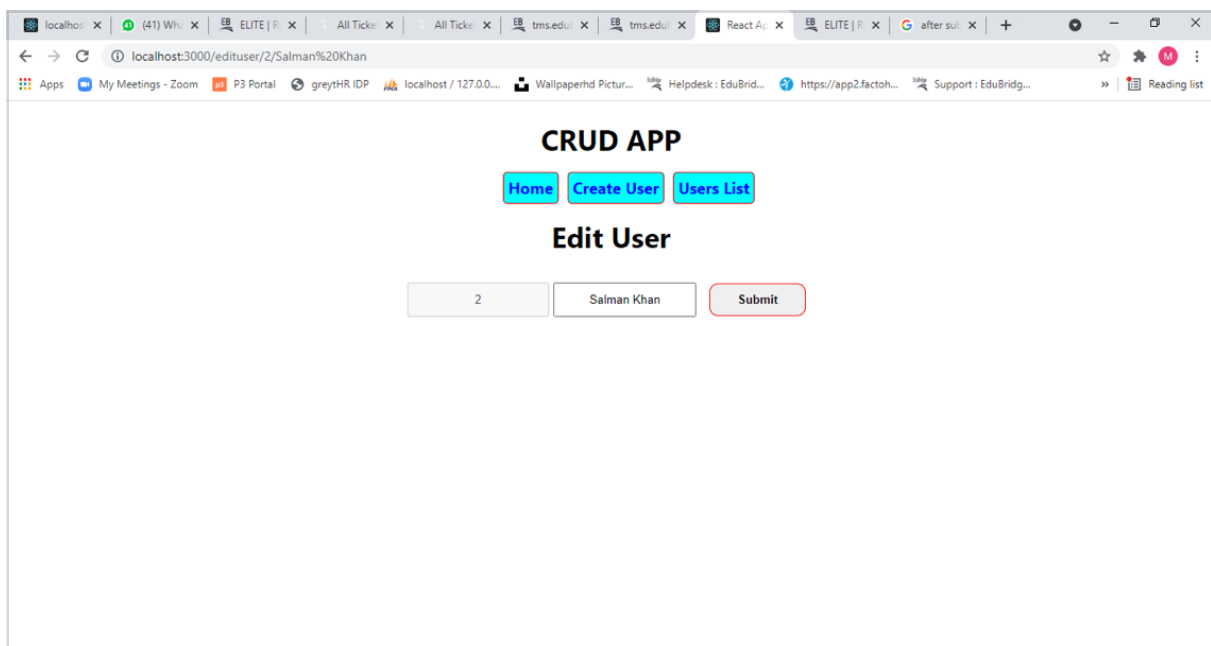 localhos (41) Wha ELITE | R All Ticke All Ticke tms.edul tms.edul React Ap ELITE | R after sub
localhost:3000/edituser/2/Salman%20Khan M
Apps My Meetings - Zoom P3 Portal greytHR IDP localhost / 127.0.0.... Wallpaperhd Pictur... Helpdesk : EduBrid... https://app2.factoh... Support : EduBridg... » Reading list
CRUD APP
Home Create User Users List
Edit User
2 Salman Khan Submit